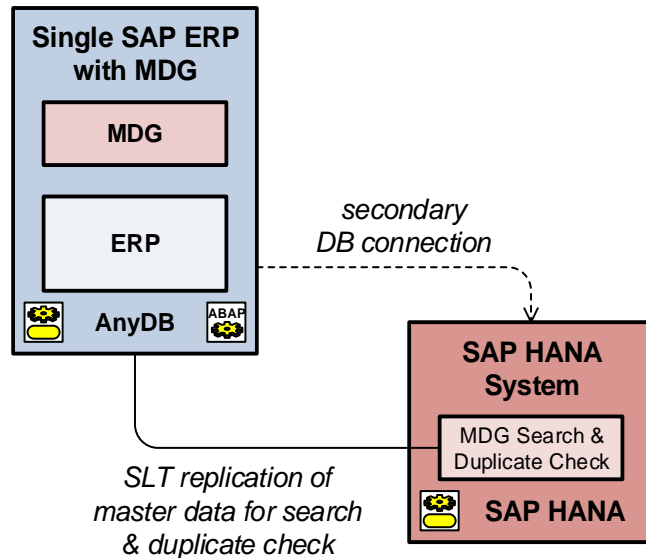 Single SAP ERP
with MDG
MDG
ERP
AnyDB
ABAP
secondary
DB connection
SAP HANA
System
MDG Search &
Duplicate Check
SAP HANA
SLT replication of
master data for search
& duplicate check